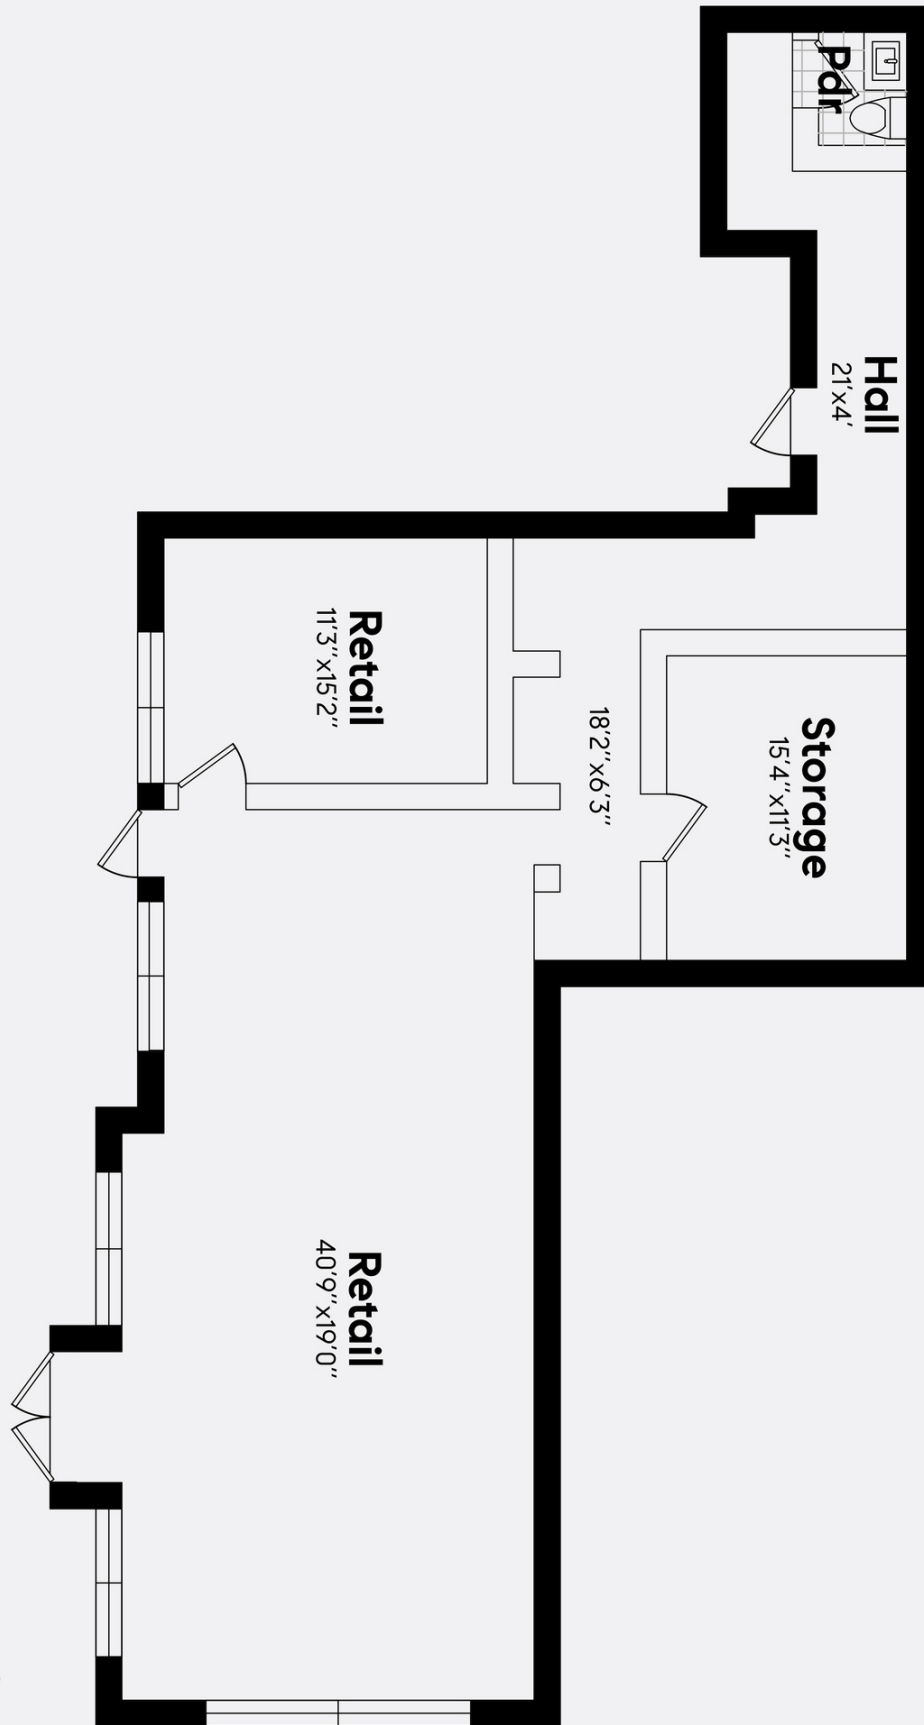 Pdr
Hall
21'x4'
Retail
11'3"x15'2"
18'2"x6'3"
Storage
15'4"x11'3"
Retail
40'9"x19'0"